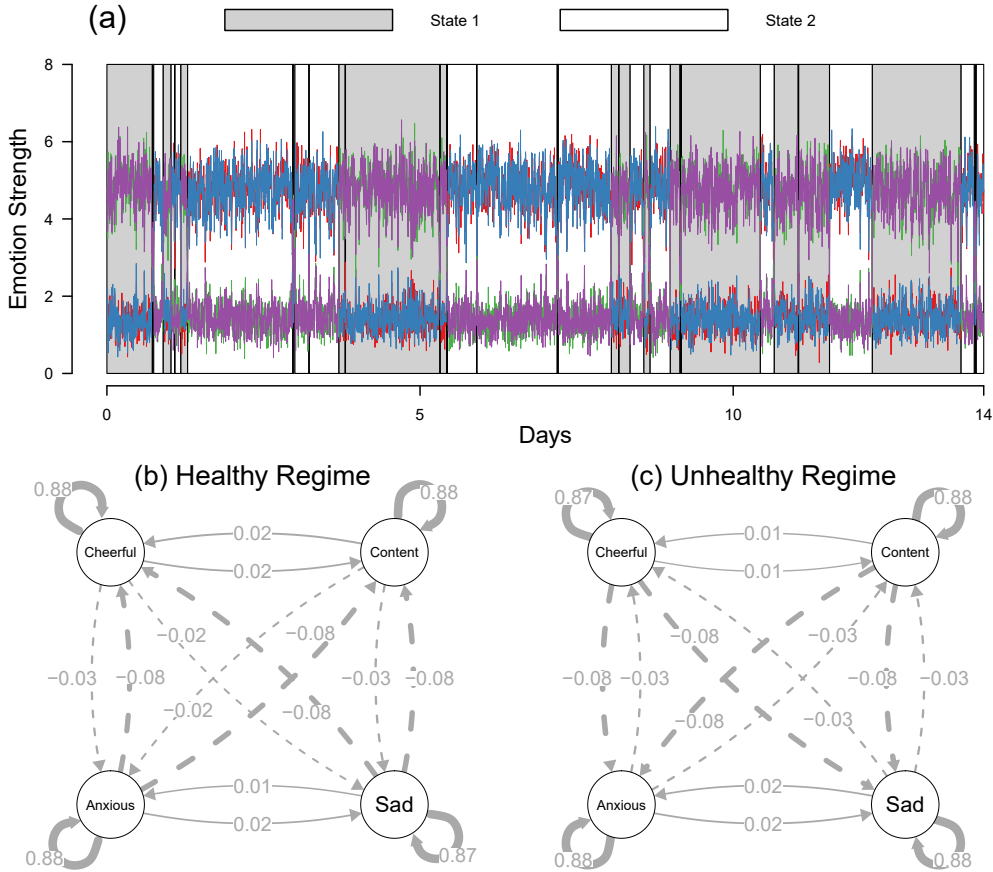 (a)
State 1
State 2
Emotion Strength
8
6
4
2
0
0
5
10
14
Days
(b) Healthy Regime
0.88
0.88
Cheerful
0.02
Content
0.02
−0.02
−0.08
−0.03
−0.08
−0.03
−0.08
−0.02
−0.08
Anxious
0.01
Sad
0.02
0.88
0.87
(c) Unhealthy Regime
0.87
0.88
Cheerful
0.01
Content
0.01
−0.08
−0.03
−0.08
−0.03
−0.08
−0.03
−0.08
−0.03
Anxious
0.02
Sad
0.02
0.88
0.88